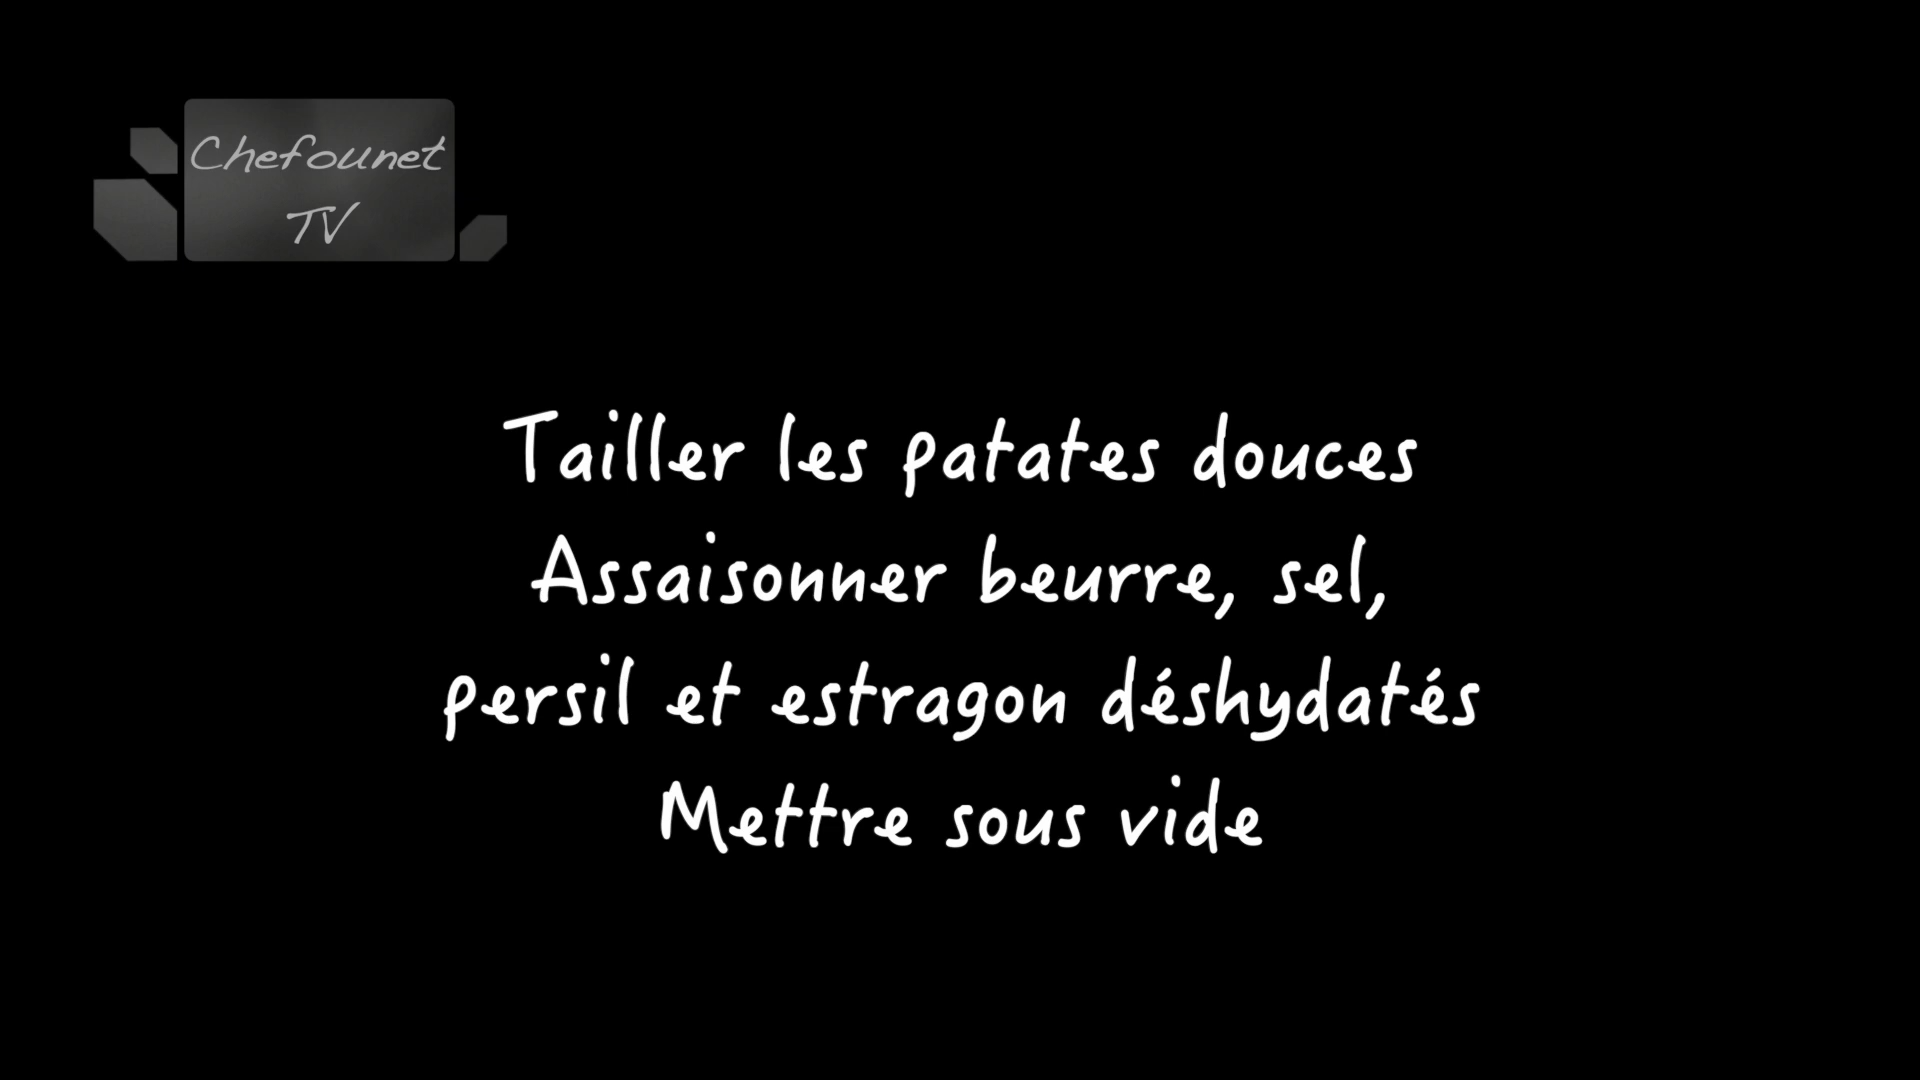 Chefounet
TV
Tailler les patates douces
Assaisonner beurre, sel,
persil et estragon déshydatés
Mettre sous vide